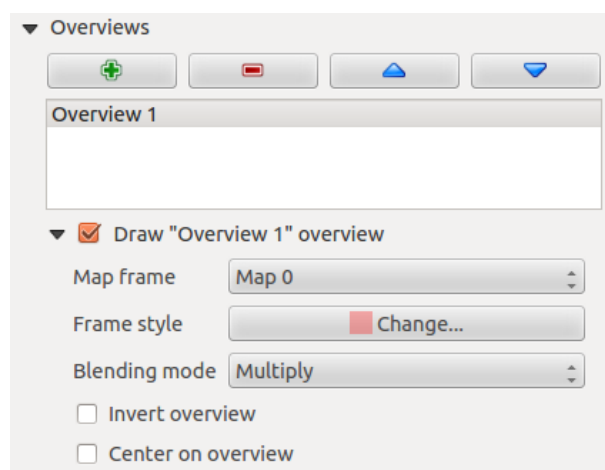 Overviews
Overview 1
Draw "Overview 1" overview
Map frame Map 0
Frame style Change...
Blending mode Multiply
Invert overview
Center on overview